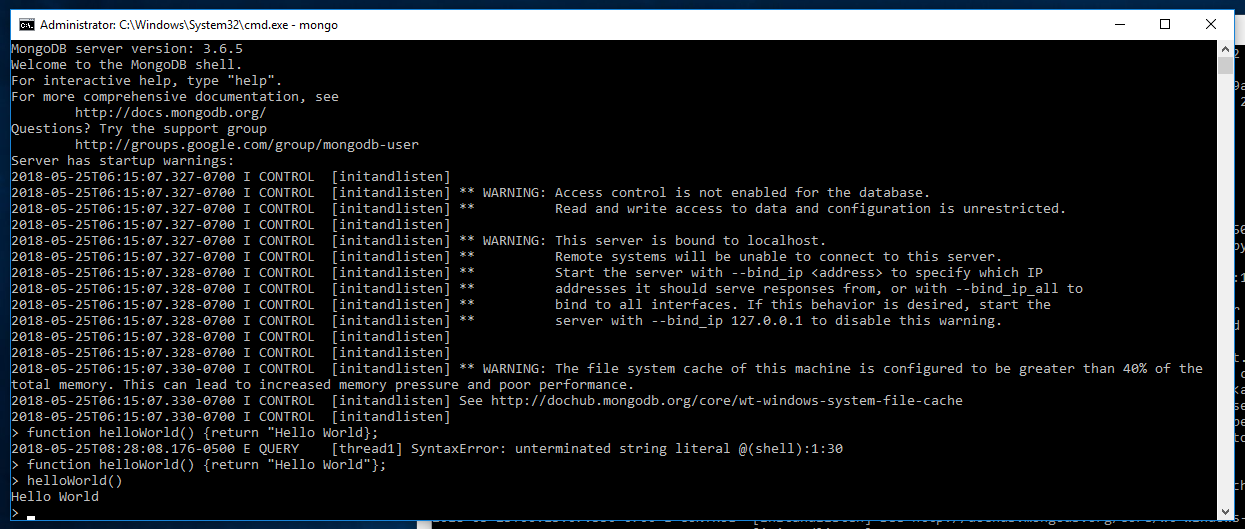 Administrator: C:\Windows\System32\cmd.exe - mongo
MongoDB server version: 3.6.5
Welcome to the MongoDB shell.
For interactive help, type "help".
For more comprehensive documentation, see
        http://docs.mongodb.org/
Questions? Try the support group
        http://groups.google.com/group/mongodb-user
Server has startup warnings:
2018-05-25T06:15:07.327-0700 I CONTROL  [initandlisten]
2018-05-25T06:15:07.327-0700 I CONTROL  [initandlisten] ** WARNING: Access control is not enabled for the database.
2018-05-25T06:15:07.327-0700 I CONTROL  [initandlisten] **          Read and write access to data and configuration is unrestricted.
2018-05-25T06:15:07.327-0700 I CONTROL  [initandlisten]
2018-05-25T06:15:07.327-0700 I CONTROL  [initandlisten] ** WARNING: This server is bound to localhost.
2018-05-25T06:15:07.327-0700 I CONTROL  [initandlisten] **          Remote systems will be unable to connect to this server.
2018-05-25T06:15:07.328-0700 I CONTROL  [initandlisten] **          Start the server with --bind_ip <address> to specify which IP
2018-05-25T06:15:07.328-0700 I CONTROL  [initandlisten] **          addresses it should serve responses from, or with --bind_ip_all to
2018-05-25T06:15:07.328-0700 I CONTROL  [initandlisten] **          bind to all interfaces. If this behavior is desired, start the
2018-05-25T06:15:07.328-0700 I CONTROL  [initandlisten] **          server with --bind_ip 127.0.0.1 to disable this warning.
2018-05-25T06:15:07.328-0700 I CONTROL  [initandlisten]
2018-05-25T06:15:07.328-0700 I CONTROL  [initandlisten]
2018-05-25T06:15:07.330-0700 I CONTROL  [initandlisten] ** WARNING: The file system cache of this machine is configured to be greater than 40% of the
total memory. This can lead to increased memory pressure and poor performance.
2018-05-25T06:15:07.330-0700 I CONTROL  [initandlisten] See http://dochub.mongodb.org/core/wt-windows-system-file-cache
2018-05-25T06:15:07.330-0700 I CONTROL  [initandlisten]
> function helloWorld() {return "Hello World};
2018-05-25T08:28:08.176-0500 E QUERY    [thread1] SyntaxError: unterminated string literal @(shell):1:30
> function helloWorld() {return "Hello World"};
> helloWorld()
Hello World
>